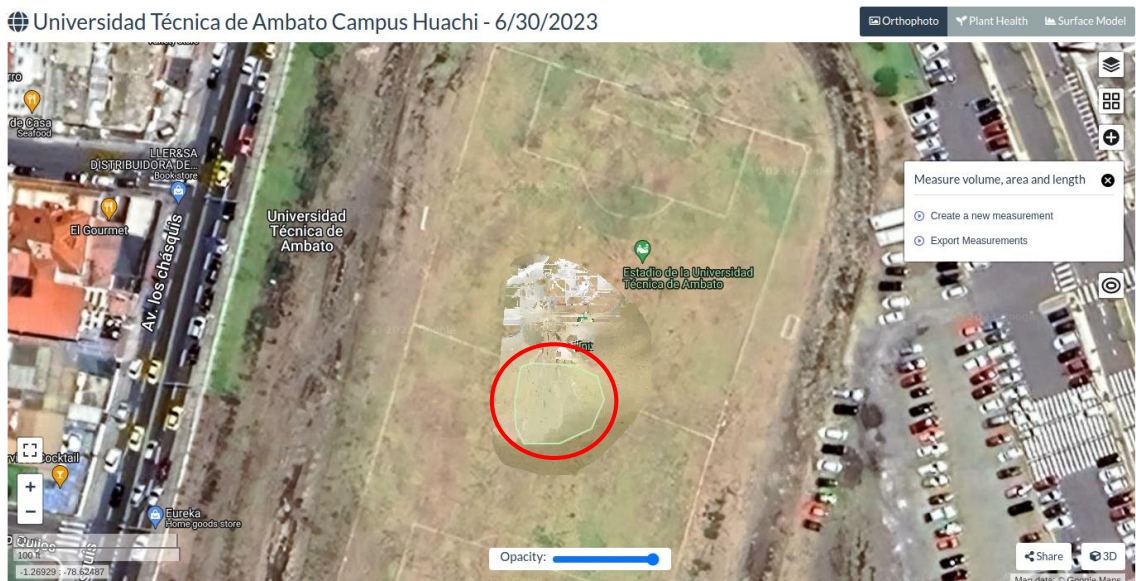 Universidad Técnica de Ambato Campus Huachi - 6/30/2023
Orthophoto
Plant Health
Surface Model
de Casa
Seafood
LLER&SA
DISTRIBUIDORA DE...
Book store
El Gourmet
Av. los chásquis
Universidad
Técnica de
Ambato
Estadio de la Universidad
Técnica de Ambato
Measure volume, area and length
Create a new measurement
Export Measurements
Cocktail
Eureka
Home goods store
+
−
100 ft
-1.26929 : -78.62487
Opacity:
Share
3D
Map data: © Google Maps